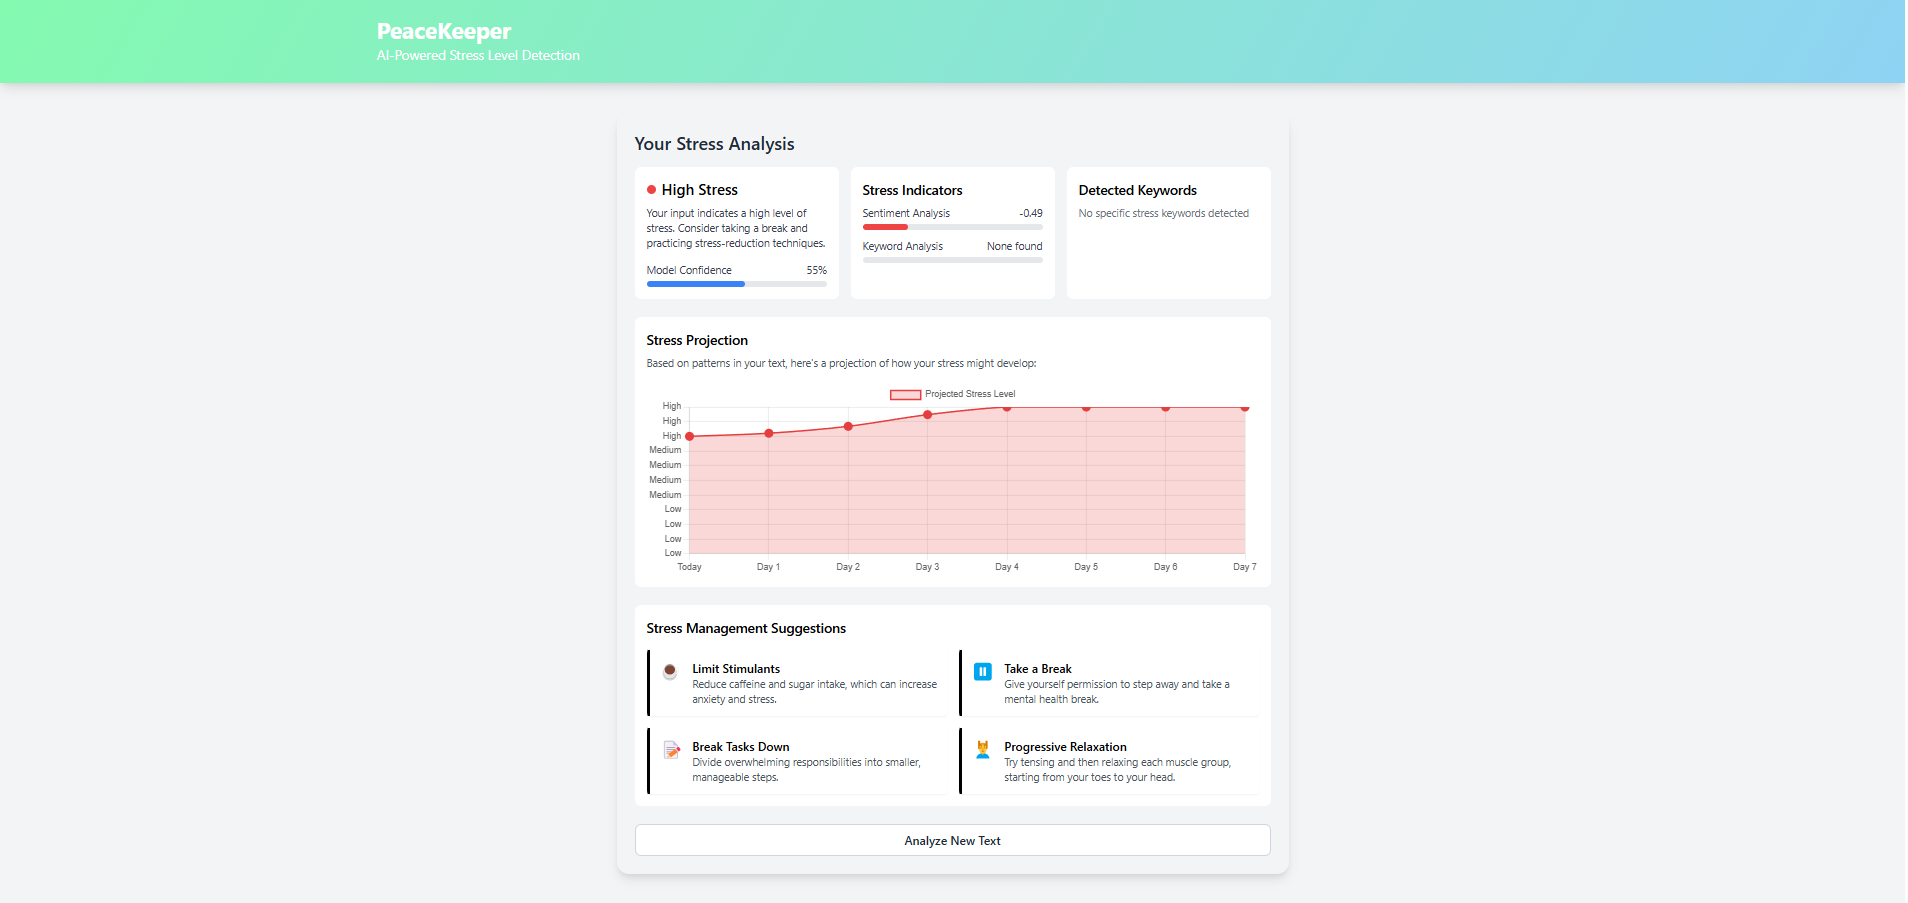 PeaceKeeper
AI-Powered Stress Level Detection
Your Stress Analysis
High Stress
Your input indicates a high level of
stress. Consider taking a break and
practicing stress-reduction techniques.
Model Confidence 55%
Stress Indicators
Sentiment Analysis -0.49
Keyword Analysis None found
Detected Keywords
No specific stress keywords detected
Stress Projection
Based on patterns in your text, here's a projection of how your stress might develop:
Projected Stress Level
High
High
High
Medium
Medium
Medium
Medium
Low
Low
Low
Low
Today Day 1 Day 2 Day 3 Day 4 Day 5 Day 6 Day 7
Stress Management Suggestions
Limit Stimulants
Reduce caffeine and sugar intake, which can increase
anxiety and stress.
Take a Break
Give yourself permission to step away and take a
mental health break.
Break Tasks Down
Divide overwhelming responsibilities into smaller,
manageable steps.
Progressive Relaxation
Try tensing and then relaxing each muscle group,
starting from your toes to your head.
Analyze New Text